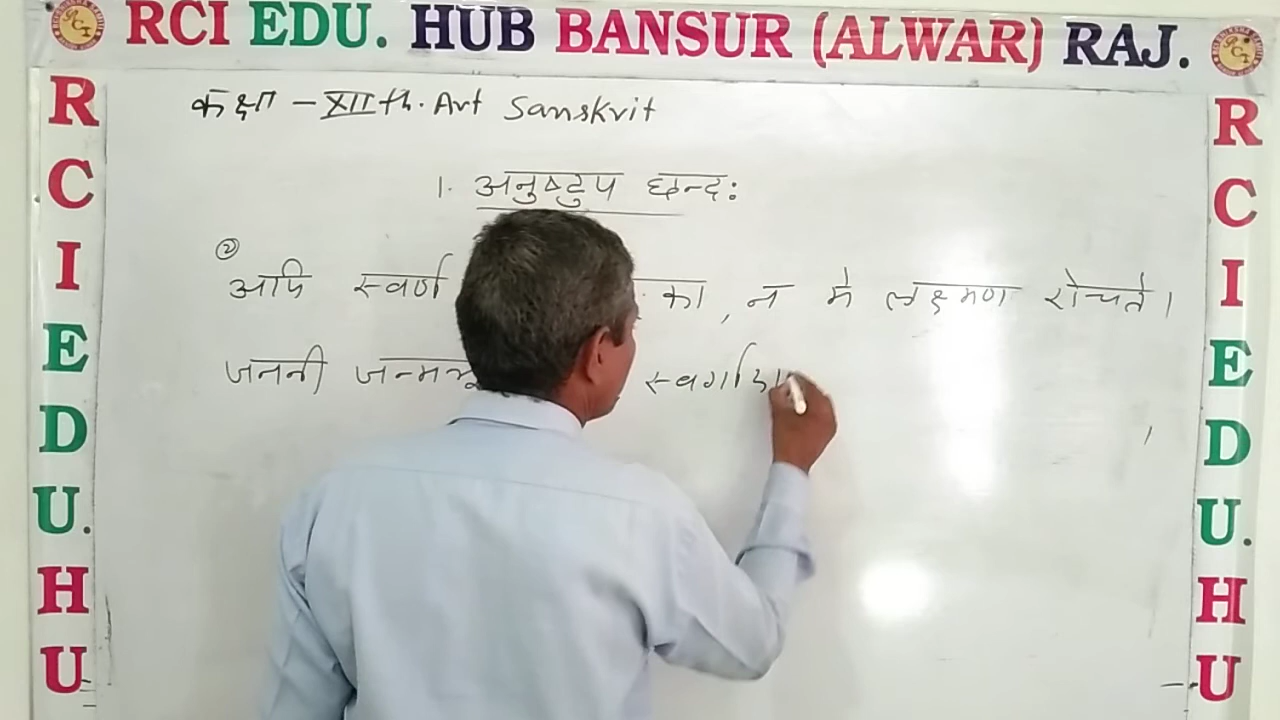 RCI EDU. HUB BANSUR (ALWAR) RAJ.
कक्षा - XIIth. Art Sanskrit
1. अनुष्टुप छन्दः
②
अपि स्वर्ण का, न मे लक्ष्मण रोचते।
जननी स्वर्गादि
R C I E D U. H U
R C I E D U. H U